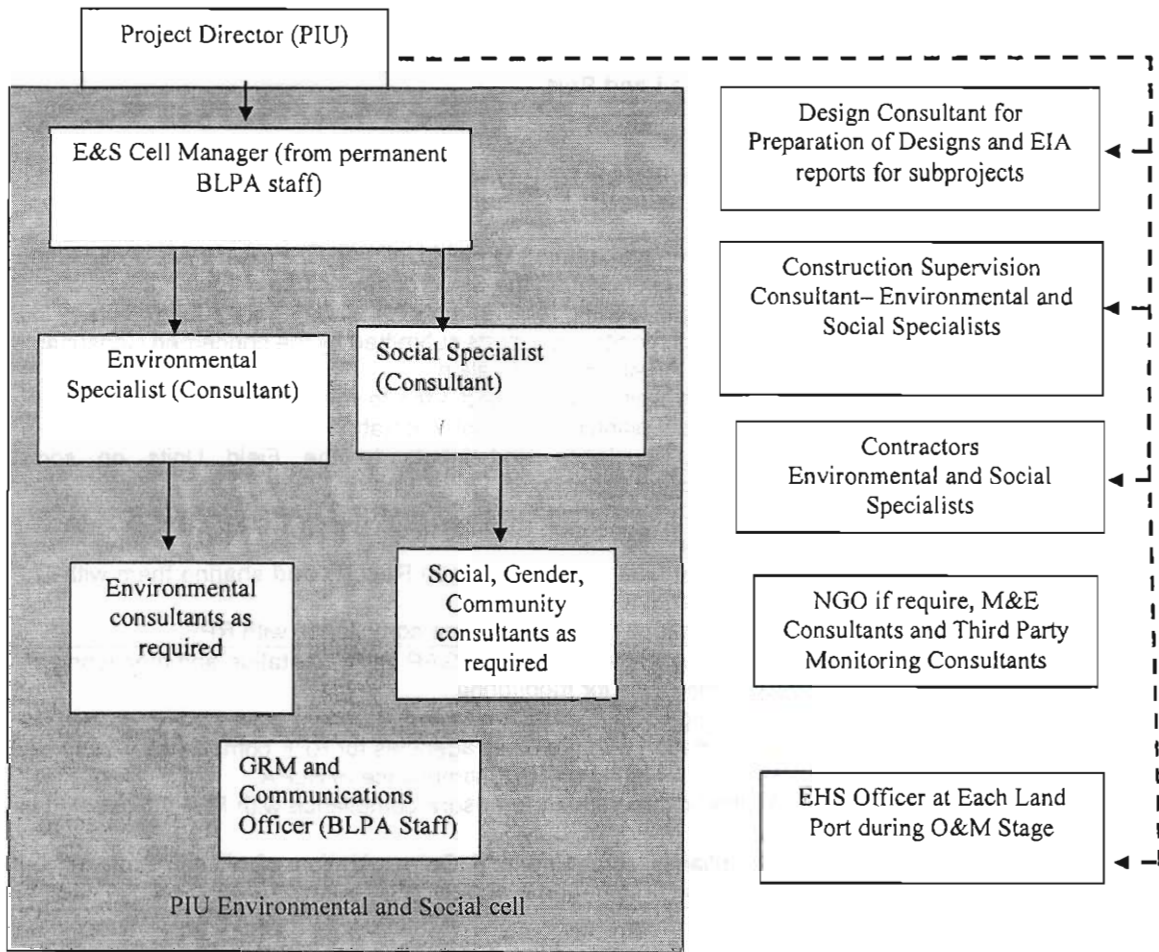 Project Director (PIU)
E&S Cell Manager (from permanent
BLPA staff)
Environmental
Specialist (Consultant)
Social Specialist
(Consultant)
Environmental
consultants as
required
Social, Gender,
Community
consultants as
required
GRM and
Communications
Officer (BLPA Staff)
PIU Environmental and Social cell
Design Consultant for
Preparation of Designs and EIA
reports for subprojects
Construction Supervision
Consultant– Environmental and
Social Specialists
Contractors
Environmental and Social
Specialists
NGO if require, M&E
Consultants and Third Party
Monitoring Consultants
EHS Officer at Each Land
Port during O&M Stage